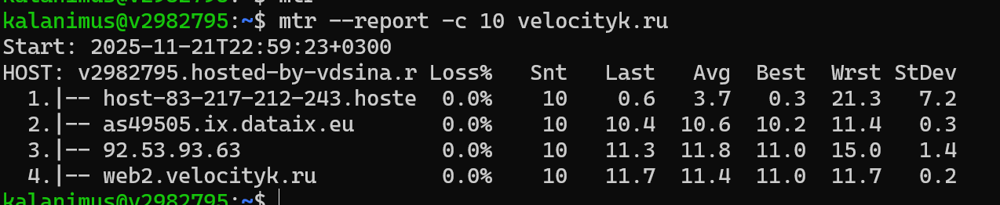 kalanimus@v2982795:~$ mtr
kalanimus@v2982795:~$ mtr --report -c 10 velocityk.ru
Start: 2025-11-21T22:59:23+0300
HOST: v2982795.hosted-by-vdsina.r Loss%   Snt   Last   Avg  Best  Wrst StDev
  1.|-- host-83-217-212-243.hoste  0.0%    10    0.6   3.7   0.3  21.3   7.2
  2.|-- as49505.ix.dataix.eu       0.0%    10   10.4  10.6  10.2  11.4   0.3
  3.|-- 92.53.93.63                0.0%    10   11.3  11.8  11.0  15.0   1.4
  4.|-- web2.velocityk.ru          0.0%    10   11.7  11.4  11.0  11.7   0.2
kalanimus@v2982795:~$